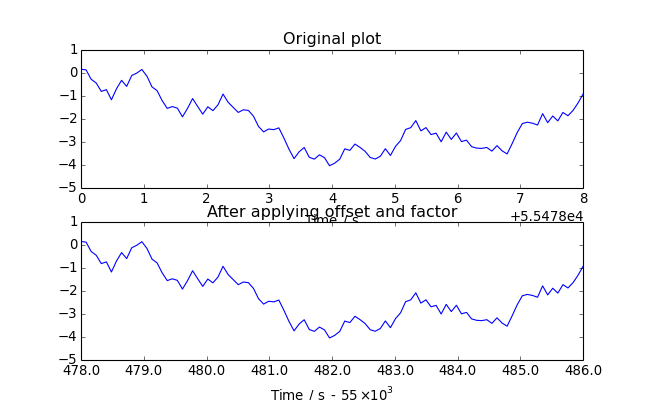 Original plot
1
0
−1
−2
−3
−4
−5
0 1 2 3 4 5 6 7 8
Time / s
+5.5478e4
After applying offset and factor
1
0
−1
−2
−3
−4
−5
478.0 479.0 480.0 481.0 482.0 483.0 484.0 485.0 486.0
Time / s - 55 ×10³